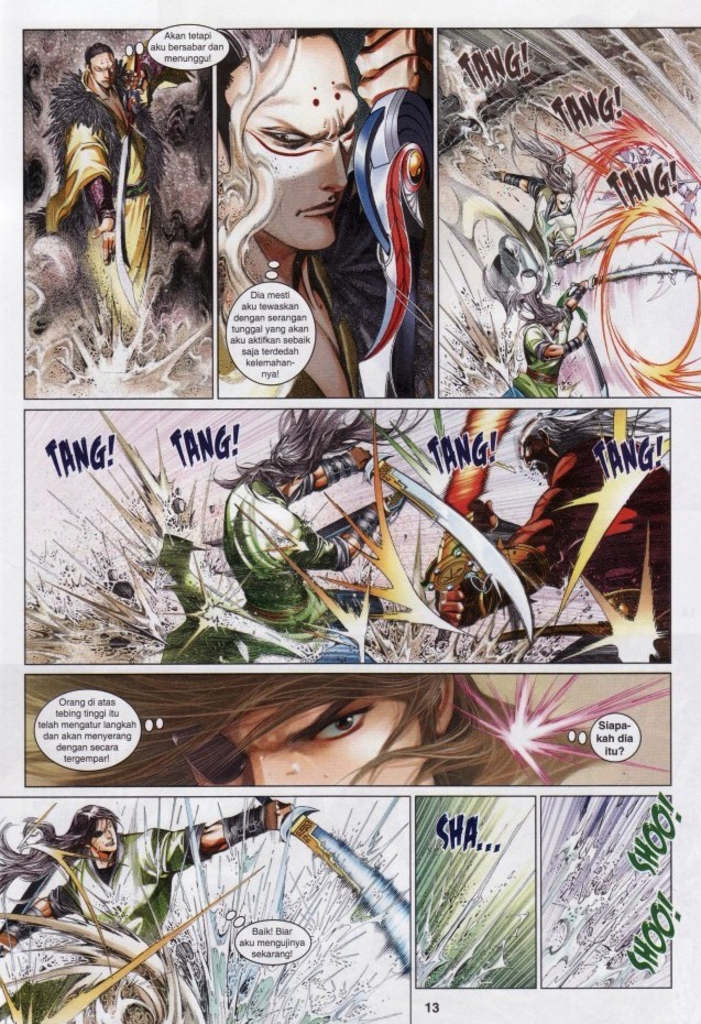 Akan tetapi
aku bersabar dan
menunggu!
Dia mesti
aku tewaskan
dengan serangan
tunggal yang akan
aku aktifkan sebaik
saja terdedah
kelemahan-
nya!
TANG!
TANG!
TANG!
TANG!
TANG!
TANG!
TANG!
Orang di atas
tebing tinggi itu
telah mengatur langkah
dan akan menyerang
dengan secara
tergempar!
Siapa-
kah dia
itu?
Baik! Biar
aku mengujinya
sekarang!
SHA...
SHOO!
SHOO!
13